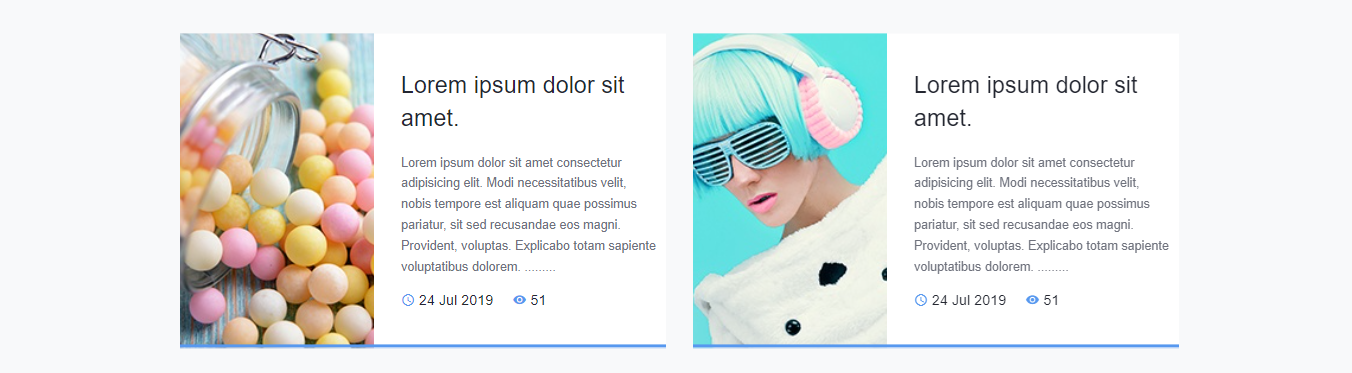 Lorem ipsum dolor sit
amet.
Lorem ipsum dolor sit amet consectetur
adipisicing elit. Modi necessitatibus velit,
nobis tempore est aliquam quae possimus
pariatur, sit sed recusandae eos magni.
Provident, voluptas. Explicabo totam sapiente
voluptatibus dolorem. .........
24 Jul 2019 51
Lorem ipsum dolor sit
amet.
Lorem ipsum dolor sit amet consectetur
adipisicing elit. Modi necessitatibus velit,
nobis tempore est aliquam quae possimus
pariatur, sit sed recusandae eos magni.
Provident, voluptas. Explicabo totam sapiente
voluptatibus dolorem. .........
24 Jul 2019 51